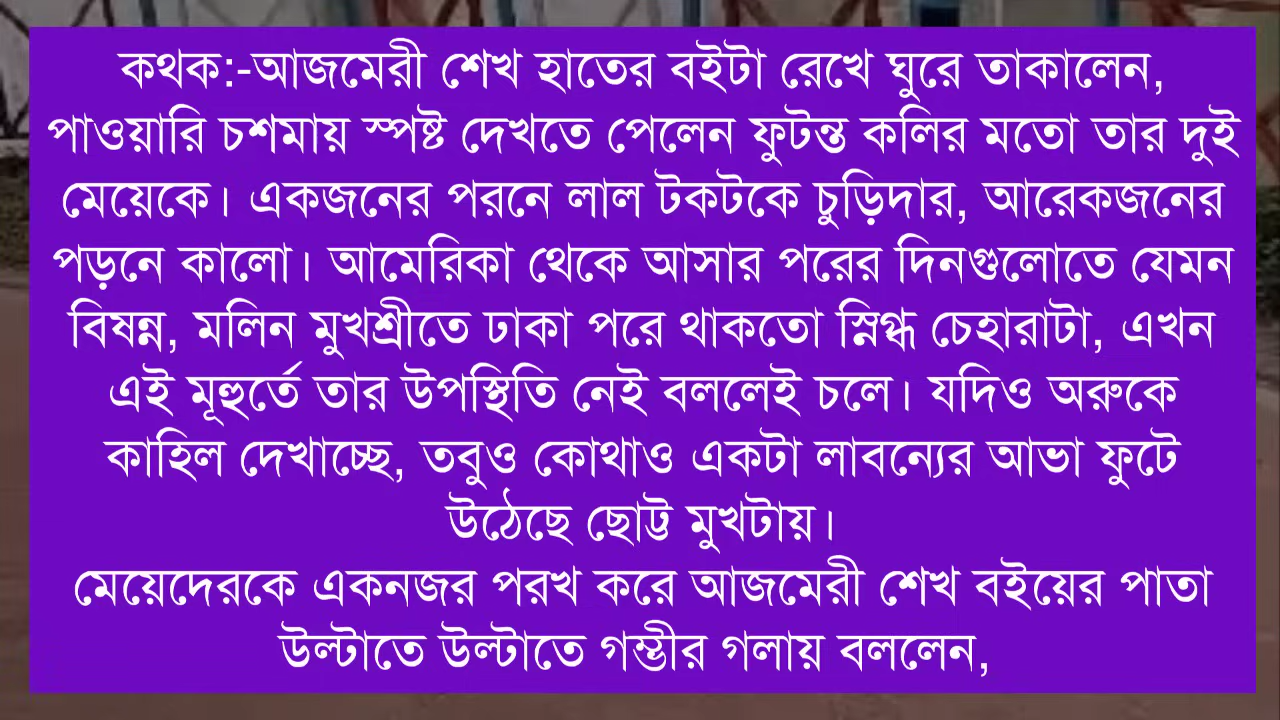 কথক:-আজমেরী শেখ হাতের বইটা রেখে ঘুরে তাকালেন,
পাওয়ারি চশমায় স্পষ্ট দেখতে পেলেন ফুটন্ত কলির মতো তার দুই
মেয়েকে। একজনের পরনে লাল টকটকে চুড়িদার, আরেকজনের
পড়নে কালো। আমেরিকা থেকে আসার পরের দিনগুলোতে যেমন
বিষন্ন, মলিন মুখশ্রীতে ঢাকা পরে থাকতো স্নিগ্ধ চেহারাটা, এখন
এই মূহুর্তে তার উপস্থিতি নেই বললেই চলে। যদিও অরুকে
কাহিল দেখাচ্ছে, তবুও কোথাও একটা লাবন্যের আভা ফুটে
উঠেছে ছোট্ট মুখটায়।
মেয়েদেরকে একনজর পরখ করে আজমেরী শেখ বইয়ের পাতা
উল্টাতে উল্টাতে গম্ভীর গলায় বললেন,